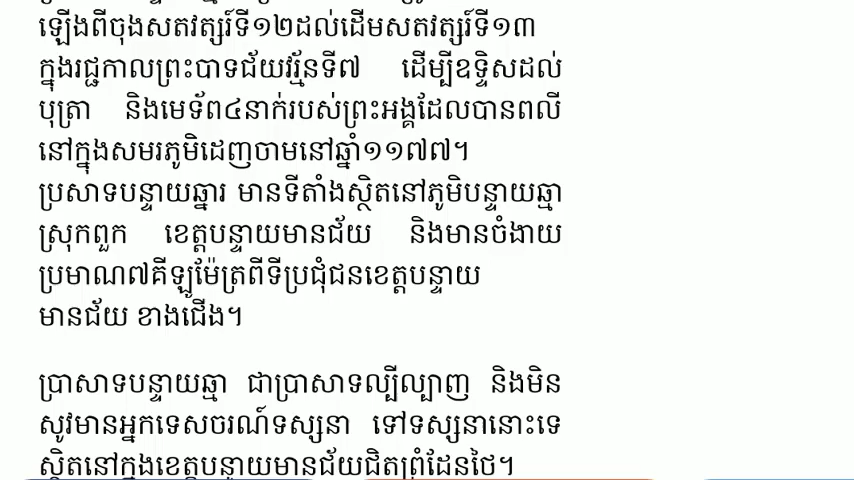 ឡើងពីចុងសតវត្សរ៍ទី១២ដល់ដើមសតវត្សរ៍ទី១៣
ក្នុងរជ្ជកាលព្រះបាទជ័យវរ្ម័នទី៧ ដើម្បីឧទ្ទិសដល់
បុត្រា និងមេទ័ព៤នាក់របស់ព្រះអង្គដែលបានពលី
នៅក្នុងសមរភូមិដេញចាមនៅឆ្នាំ១១៧៧។
ប្រសាទបន្ទាយឆ្នារ មានទីតាំងស្ថិតនៅភូមិបន្ទាយឆ្មា
ស្រុកពួក ខេត្តបន្ទាយមានជ័យ និងមានចំងាយ
ប្រមាណ៧គីឡូម៉ែត្រពីទីប្រជុំជនខេត្តបន្ទាយ
មានជ័យ ខាងជើង។
ប្រាសាទបន្ទាយឆ្មា ជាប្រាសាទល្បីល្បាញ និងមិន
សូវមានអ្នកទេសចរណ៍ទស្សនា ទៅទស្សនានោះទេ
ស្ថិតនៅក្នុងខេត្តបន្ទាយមានជ័យជិតព្រំដែនថៃ។